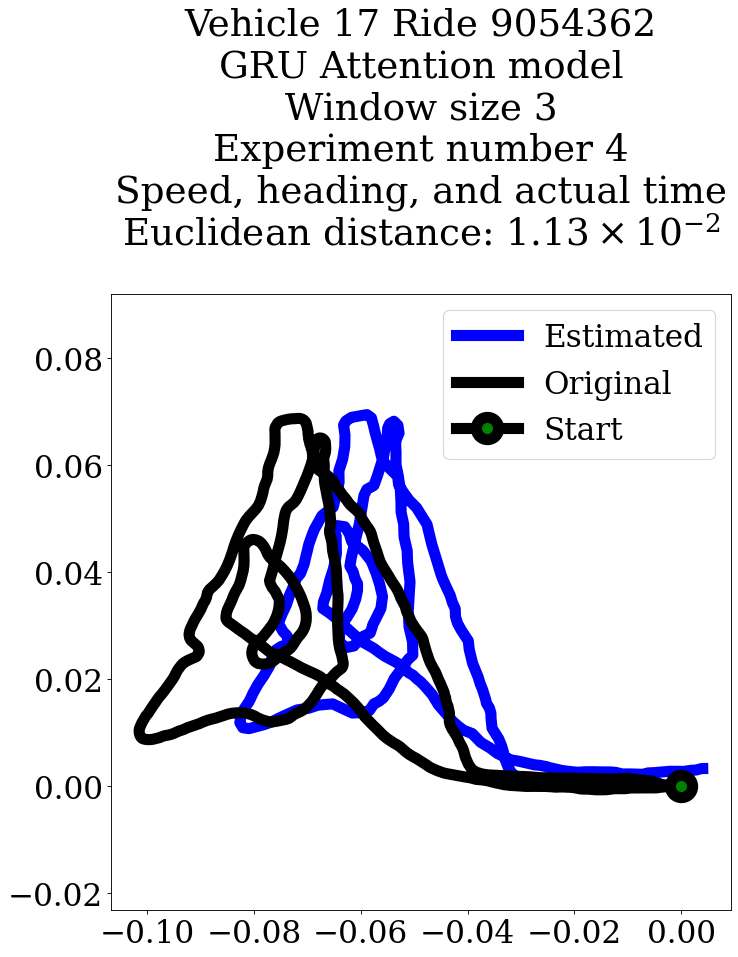 Vehicle 17 Ride 9054362
GRU Attention model
Window size 3
Experiment number 4
Speed, heading, and actual time
Euclidean distance: 1.13 × 10⁻²
Estimated
Original
Start
0.08
0.06
0.04
0.02
0.00
−0.02
−0.10 −0.08 −0.06 −0.04 −0.02 0.00